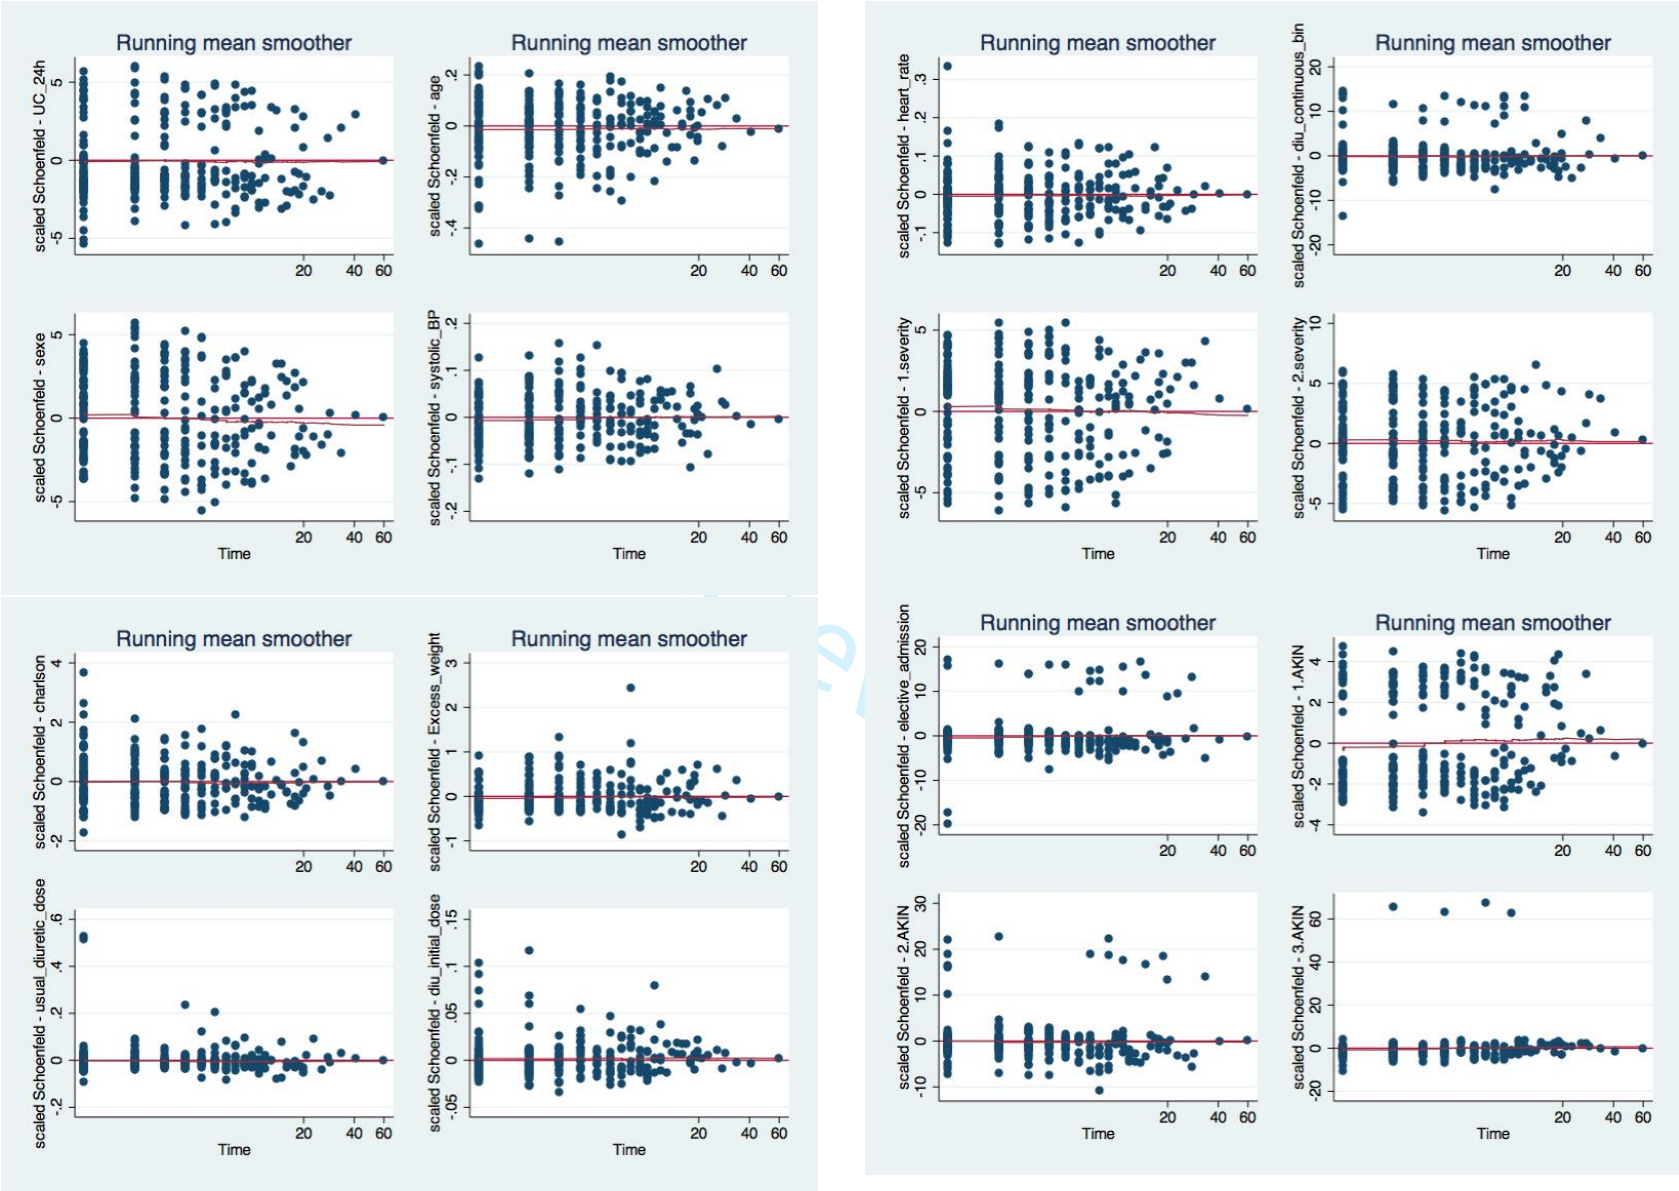 Running mean smoother
scaled Schoenfeld - UC_24h
5
0
-5
20 40 60
Running mean smoother
scaled Schoenfeld - age
.2
0
-.2
-.4
20 40 60
scaled Schoenfeld - sexe
5
0
-5
20 40 60
Time
scaled Schoenfeld - systolic_BP
.2
.1
0
-.1
-.2
20 40 60
Time
Running mean smoother
scaled Schoenfeld - heart_rate
.3
.2
.1
0
-.1
20 40 60
Running mean smoother
scaled Schoenfeld - diu_continuous_bin
20
10
0
-10
-20
20 40 60
scaled Schoenfeld - 1.severity
5
0
-5
20 40 60
Time
scaled Schoenfeld - 2.severity
10
5
0
-5
20 40 60
Time
Running mean smoother
scaled Schoenfeld - charlson
4
2
0
-2
20 40 60
Running mean smoother
scaled Schoenfeld - Excess_weight
3
2
1
0
-1
20 40 60
scaled Schoenfeld - usual_diuretic_dose
.6
.4
.2
0
-.2
20 40 60
Time
scaled Schoenfeld - diu_initial_dose
.15
.1
.05
0
-.05
20 40 60
Time
Running mean smoother
scaled Schoenfeld - elective_admission
20
10
0
-10
-20
20 40 60
Running mean smoother
scaled Schoenfeld - 1.AKIN
4
2
0
-2
-4
20 40 60
scaled Schoenfeld - 2.AKIN
30
20
10
0
-10
20 40 60
Time
scaled Schoenfeld - 3.AKIN
60
40
20
0
-20
20 40 60
Time